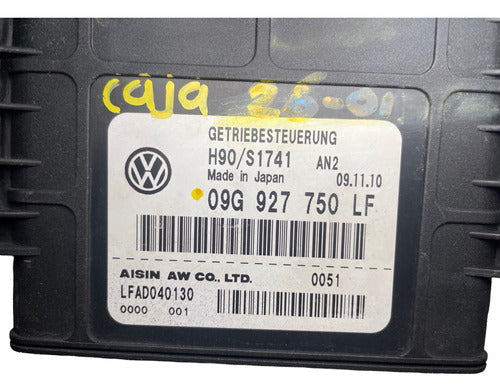 caja 26-01
GETRIEBESTEUERUNG
H90/S1741 AN2
Made in Japan 09.11.10
09G 927 750 LF
AISIN AW CO., LTD. 0051
LFAD040130
0000 001